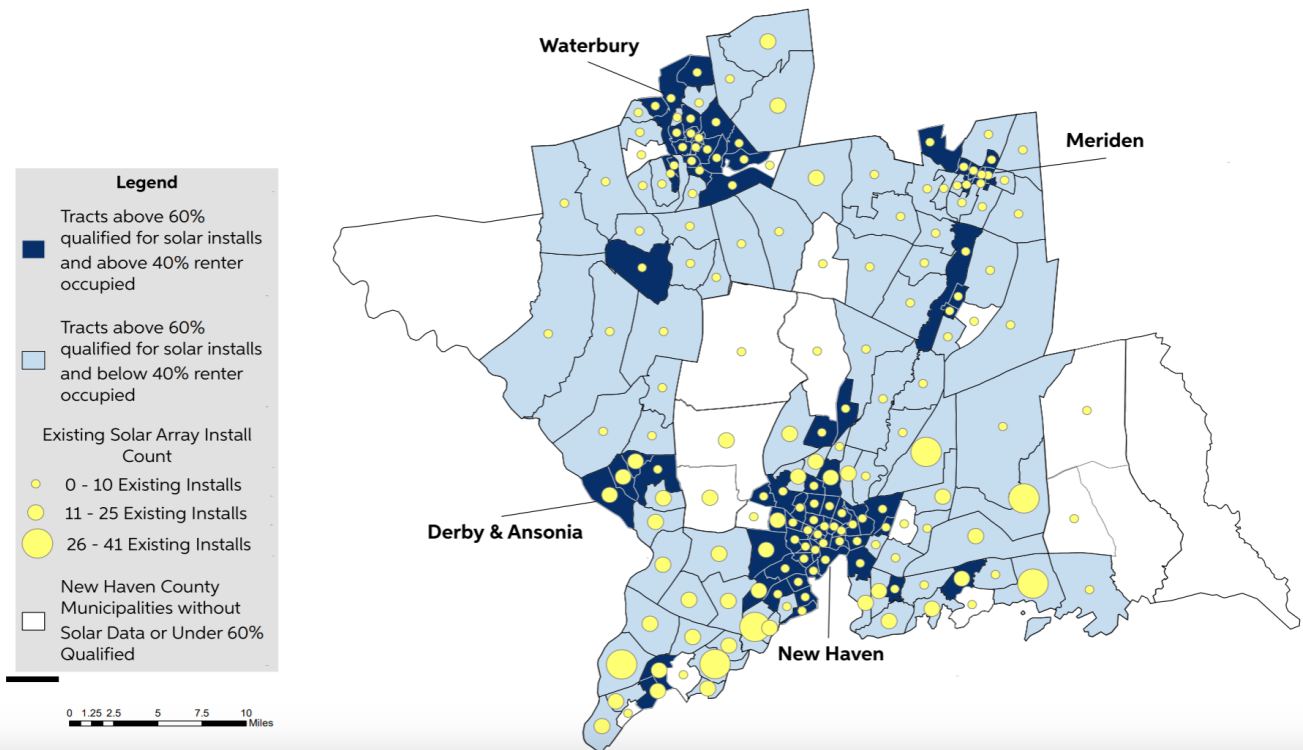 Waterbury
Meriden
Legend
Tracts above 60%
qualified for solar installs
and above 40% renter
occupied
Tracts above 60%
qualified for solar installs
and below 40% renter
occupied
Existing Solar Array Install
Count
0 - 10 Existing Installs
11 - 25 Existing Installs
26 - 41 Existing Installs
New Haven County
Municipalities without
Solar Data or Under 60%
Qualified
Derby & Ansonia
New Haven
0 1.25 2.5 5 7.5 10
Miles